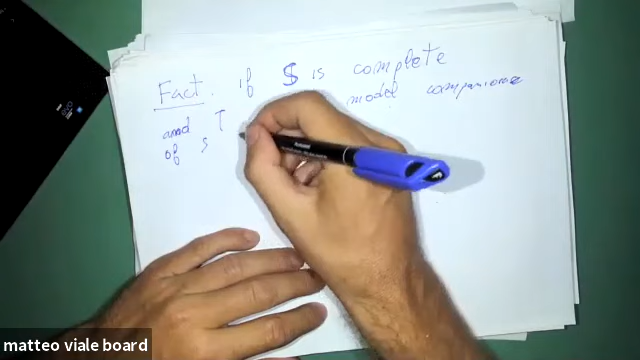 Fact. if S is complete
and T model companion
of S
matteo viale board